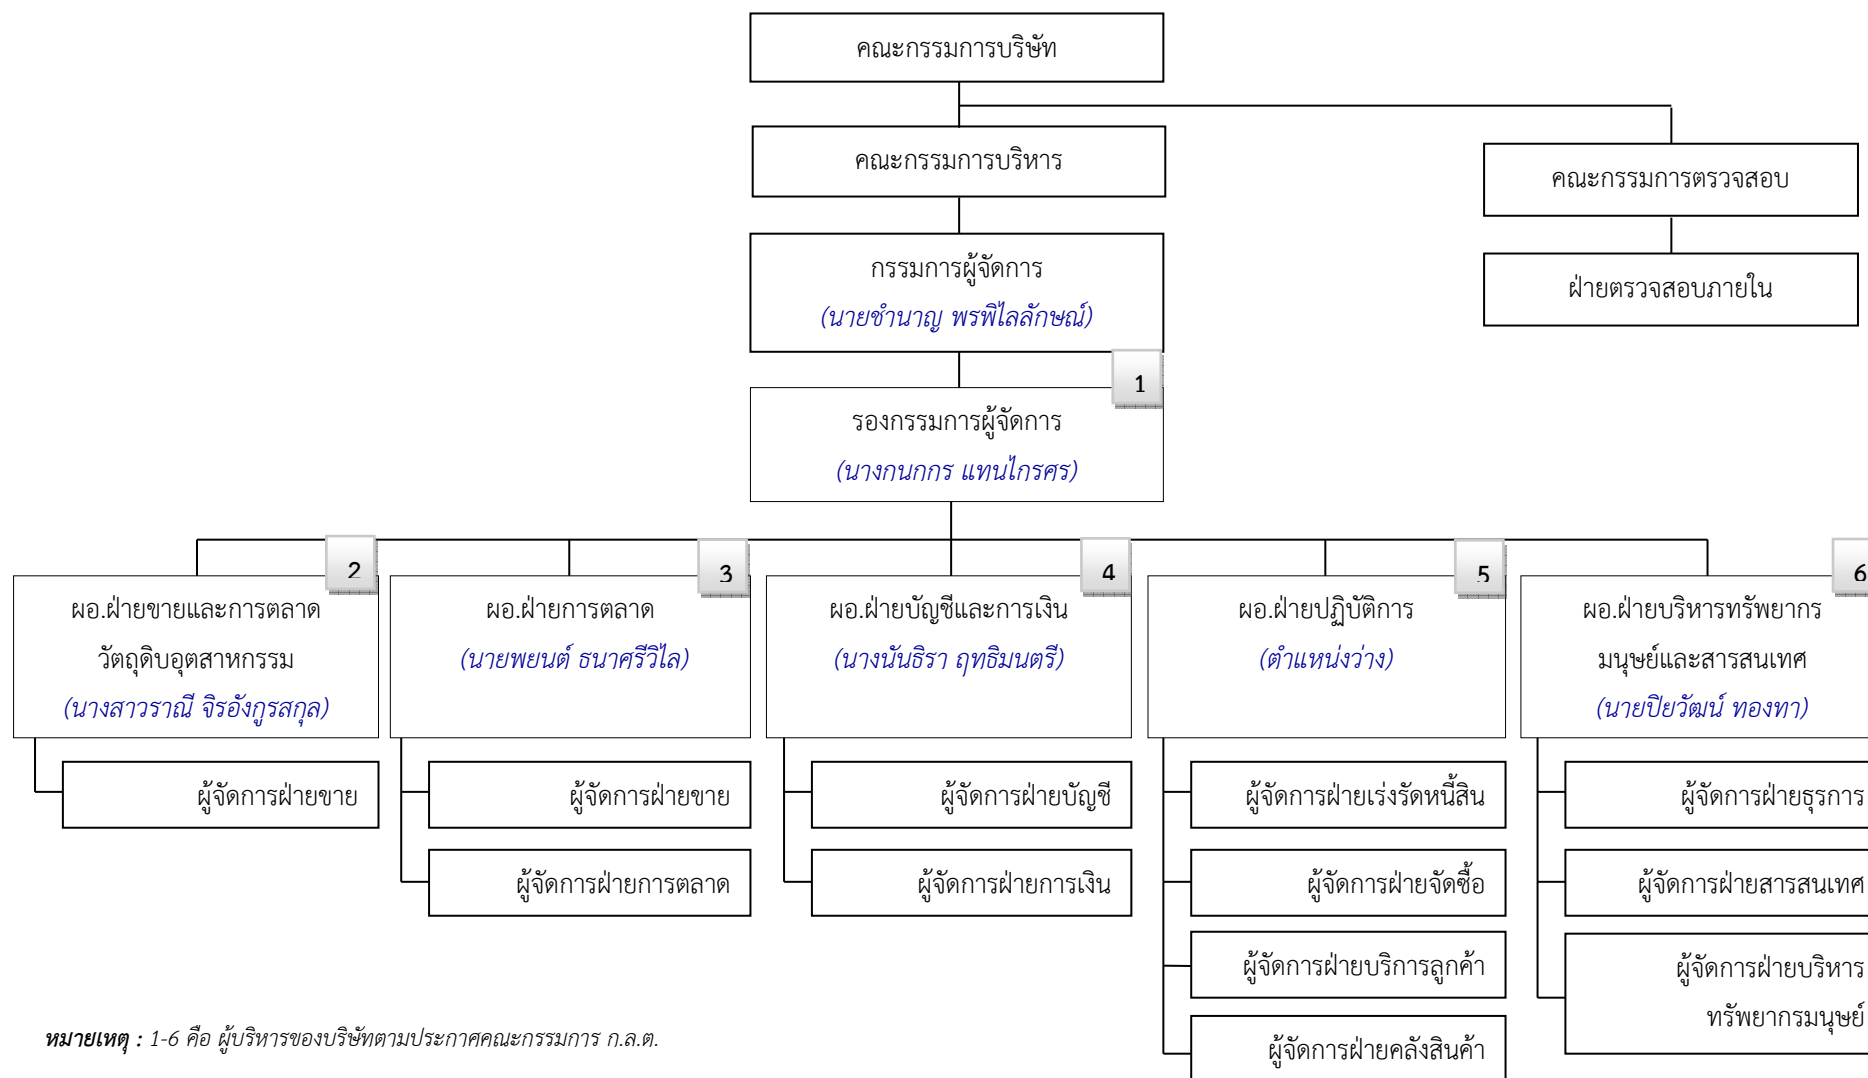 คณะกรรมการบริษัท
คณะกรรมการบริหาร
คณะกรรมการตรวจสอบ
กรรมการผู้จัดการ
(นายชำนาญ พรพิไลลักษณ์)
ฝ่ายตรวจสอบภายใน
1
รองกรรมการผู้จัดการ
(นางกนกกร แทนไกรศร)
2
3
4
5
6
ผอ.ฝ่ายขายและการตลาด
วัตถุดิบอุตสาหกรรม
(นางสาวราณี จิรอังกูรสกุล)
ผอ.ฝ่ายการตลาด
(นายพยนต์ ธนาศรีวิไล)
ผอ.ฝ่ายบัญชีและการเงิน
(นางนันธิรา ฤทธิมนตรี)
ผอ.ฝ่ายปฏิบัติการ
(ตำแหน่งว่าง)
ผอ.ฝ่ายบริหารทรัพยากร
มนุษย์และสารสนเทศ
(นายปิยวัฒน์ ทองทา)
ผู้จัดการฝ่ายขาย
ผู้จัดการฝ่ายขาย
ผู้จัดการฝ่ายบัญชี
ผู้จัดการฝ่ายเร่งรัดหนี้สิน
ผู้จัดการฝ่ายธุรการ
ผู้จัดการฝ่ายการตลาด
ผู้จัดการฝ่ายการเงิน
ผู้จัดการฝ่ายจัดซื้อ
ผู้จัดการฝ่ายสารสนเทศ
ผู้จัดการฝ่ายบริการลูกค้า
ผู้จัดการฝ่ายบริหาร
ทรัพยากรมนุษย์
ผู้จัดการฝ่ายคลังสินค้า
หมายเหตุ : 1-6 คือ ผู้บริหารของบริษัทตามประกาศคณะกรรมการ ก.ล.ต.